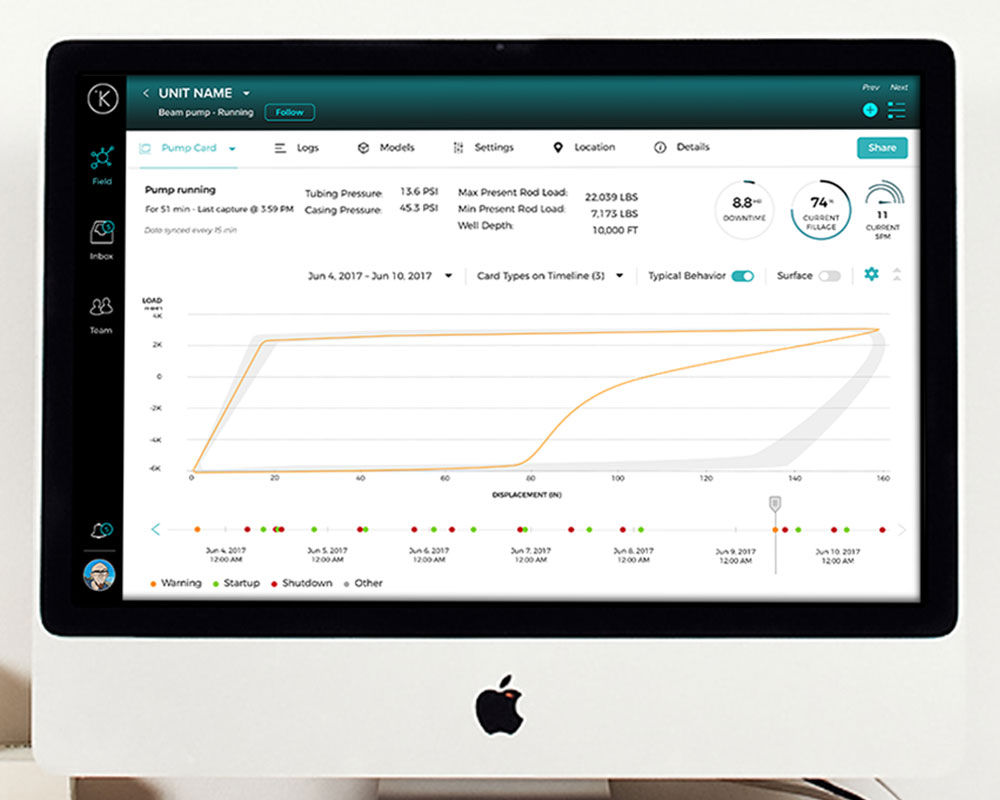 K
UNIT NAME
Prev Next
Beam pump - Running Follow
Pump Card Logs Models Settings Location Details Share
Field
Inbox
Team
Pump running
For 51 min - Last capture @ 3:59 PM
Data synced every 15 min
Tubing Pressure: 13.6 PSI
Casing Pressure: 45.3 PSI
Max Present Rod Load: 22,039 LBS
Min Present Rod Load: 7,173 LBS
Well Depth: 10,000 FT
8.8 HR
DOWNTIME
74%
CURRENT
FILLAGE
11
CURRENT
SPM
Jun 4, 2017 - Jun 10, 2017 Card Types on Timeline (3) Typical Behavior Surface
LOAD
4K
2K
0
-2K
-4K
-6K
0 20 40 60 80 100 120 140 160
DISPLACEMENT (IN)
Jun 4, 2017 Jun 5, 2017 Jun 6, 2017 Jun 7, 2017 Jun 8, 2017 Jun 9, 2017 Jun 10, 2017
12:00 AM 12:00 AM 12:00 AM 12:00 AM 12:00 AM 12:00 AM 12:00 AM
Warning Startup Shutdown Other